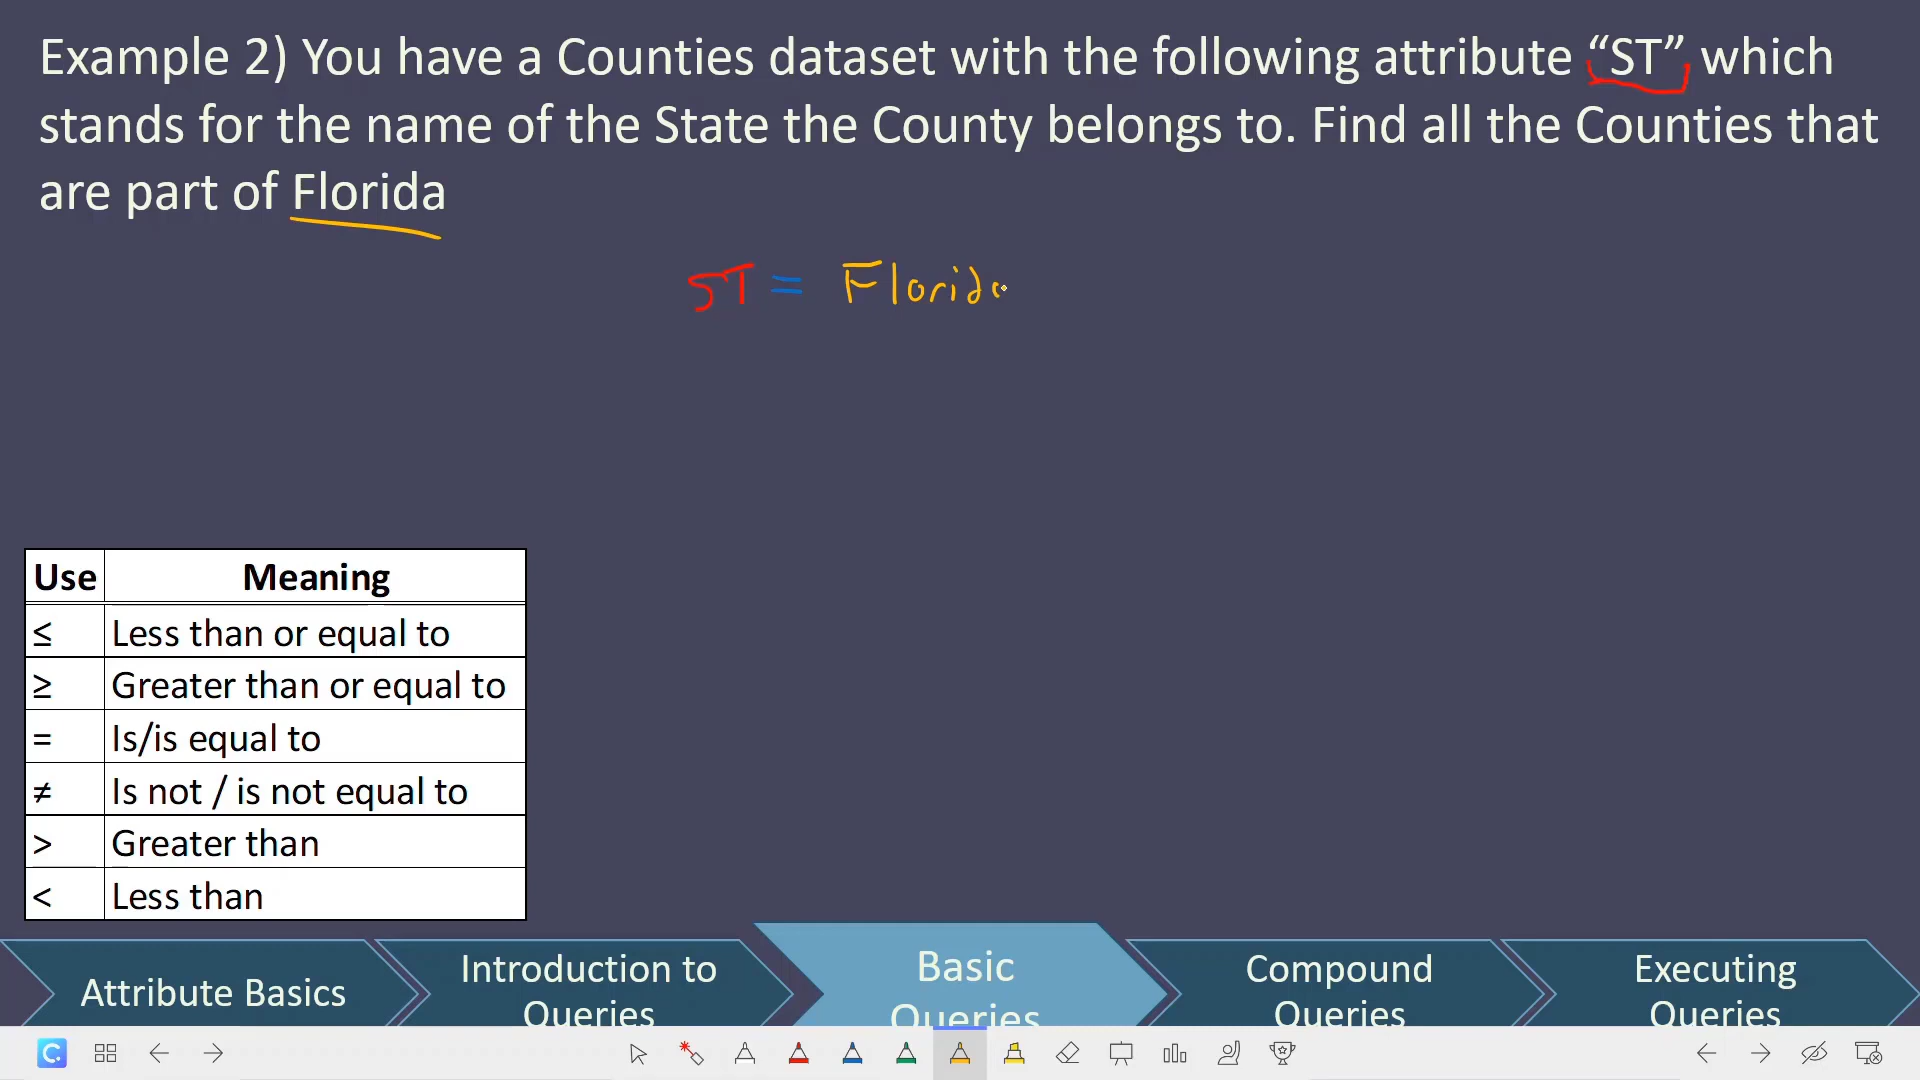 Example 2) You have a Counties dataset with the following attribute “ST” which
stands for the name of the State the County belongs to. Find all the Counties that
are part of Florida
ST = Florida
Use Meaning
≤ Less than or equal to
≥ Greater than or equal to
= Is/is equal to
≠ Is not / is not equal to
> Greater than
< Less than
Attribute Basics
Introduction to
Queries
Basic
Queries
Compound
Queries
Executing
Queries